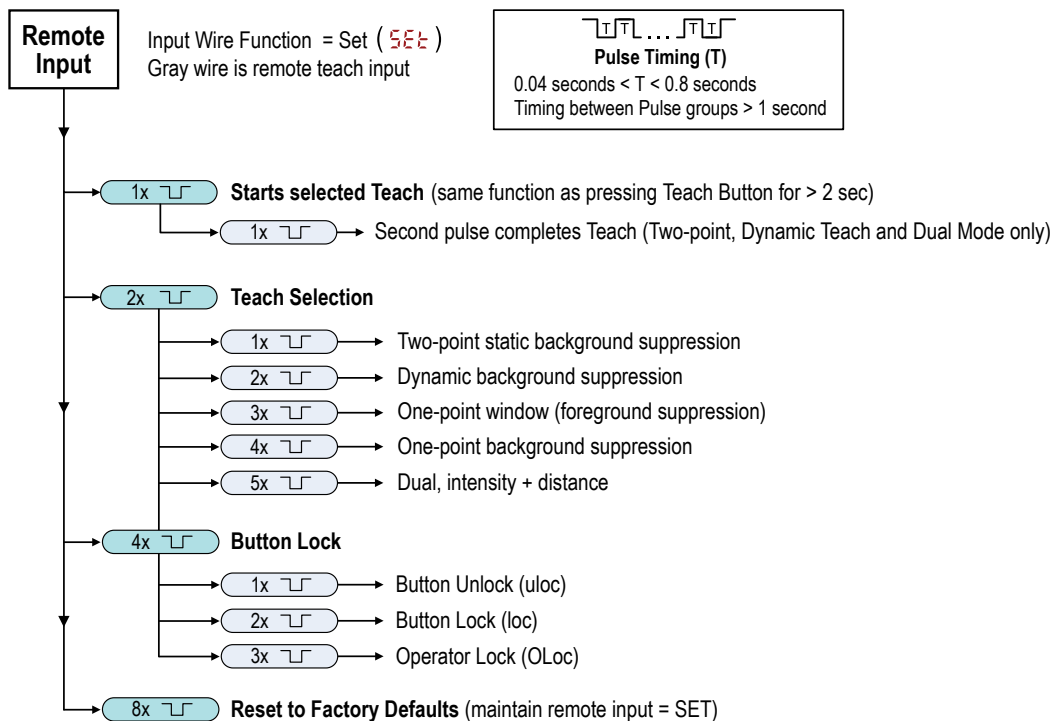 Remote
Input
Input Wire Function = Set ( SEt )
Gray wire is remote teach input
T T ... T T
Pulse Timing (T)
0.04 seconds < T < 0.8 seconds
Timing between Pulse groups > 1 second
1x Starts selected Teach (same function as pressing Teach Button for > 2 sec)
1x Second pulse completes Teach (Two-point, Dynamic Teach and Dual Mode only)
2x Teach Selection
1x Two-point static background suppression
2x Dynamic background suppression
3x One-point window (foreground suppression)
4x One-point background suppression
5x Dual, intensity + distance
4x Button Lock
1x Button Unlock (uloc)
2x Button Lock (loc)
3x Operator Lock (OLoc)
8x Reset to Factory Defaults (maintain remote input = SET)